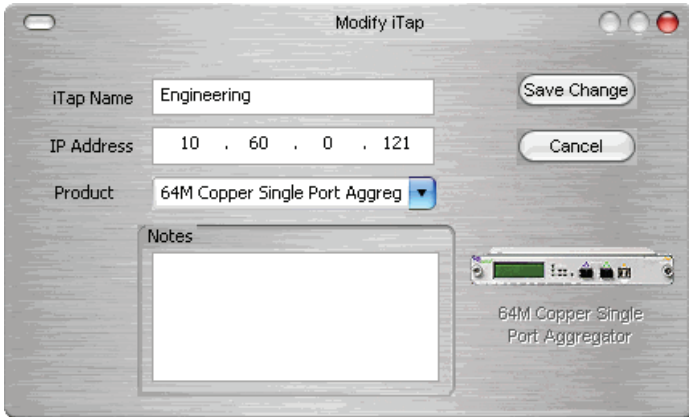 Modify iTap
iTap Name
Engineering
Save Change
IP Address
10 . 60 . 0 . 121
Cancel
Product
64M Copper Single Port Aggreg
Notes
64M Copper Single
Port Aggregator